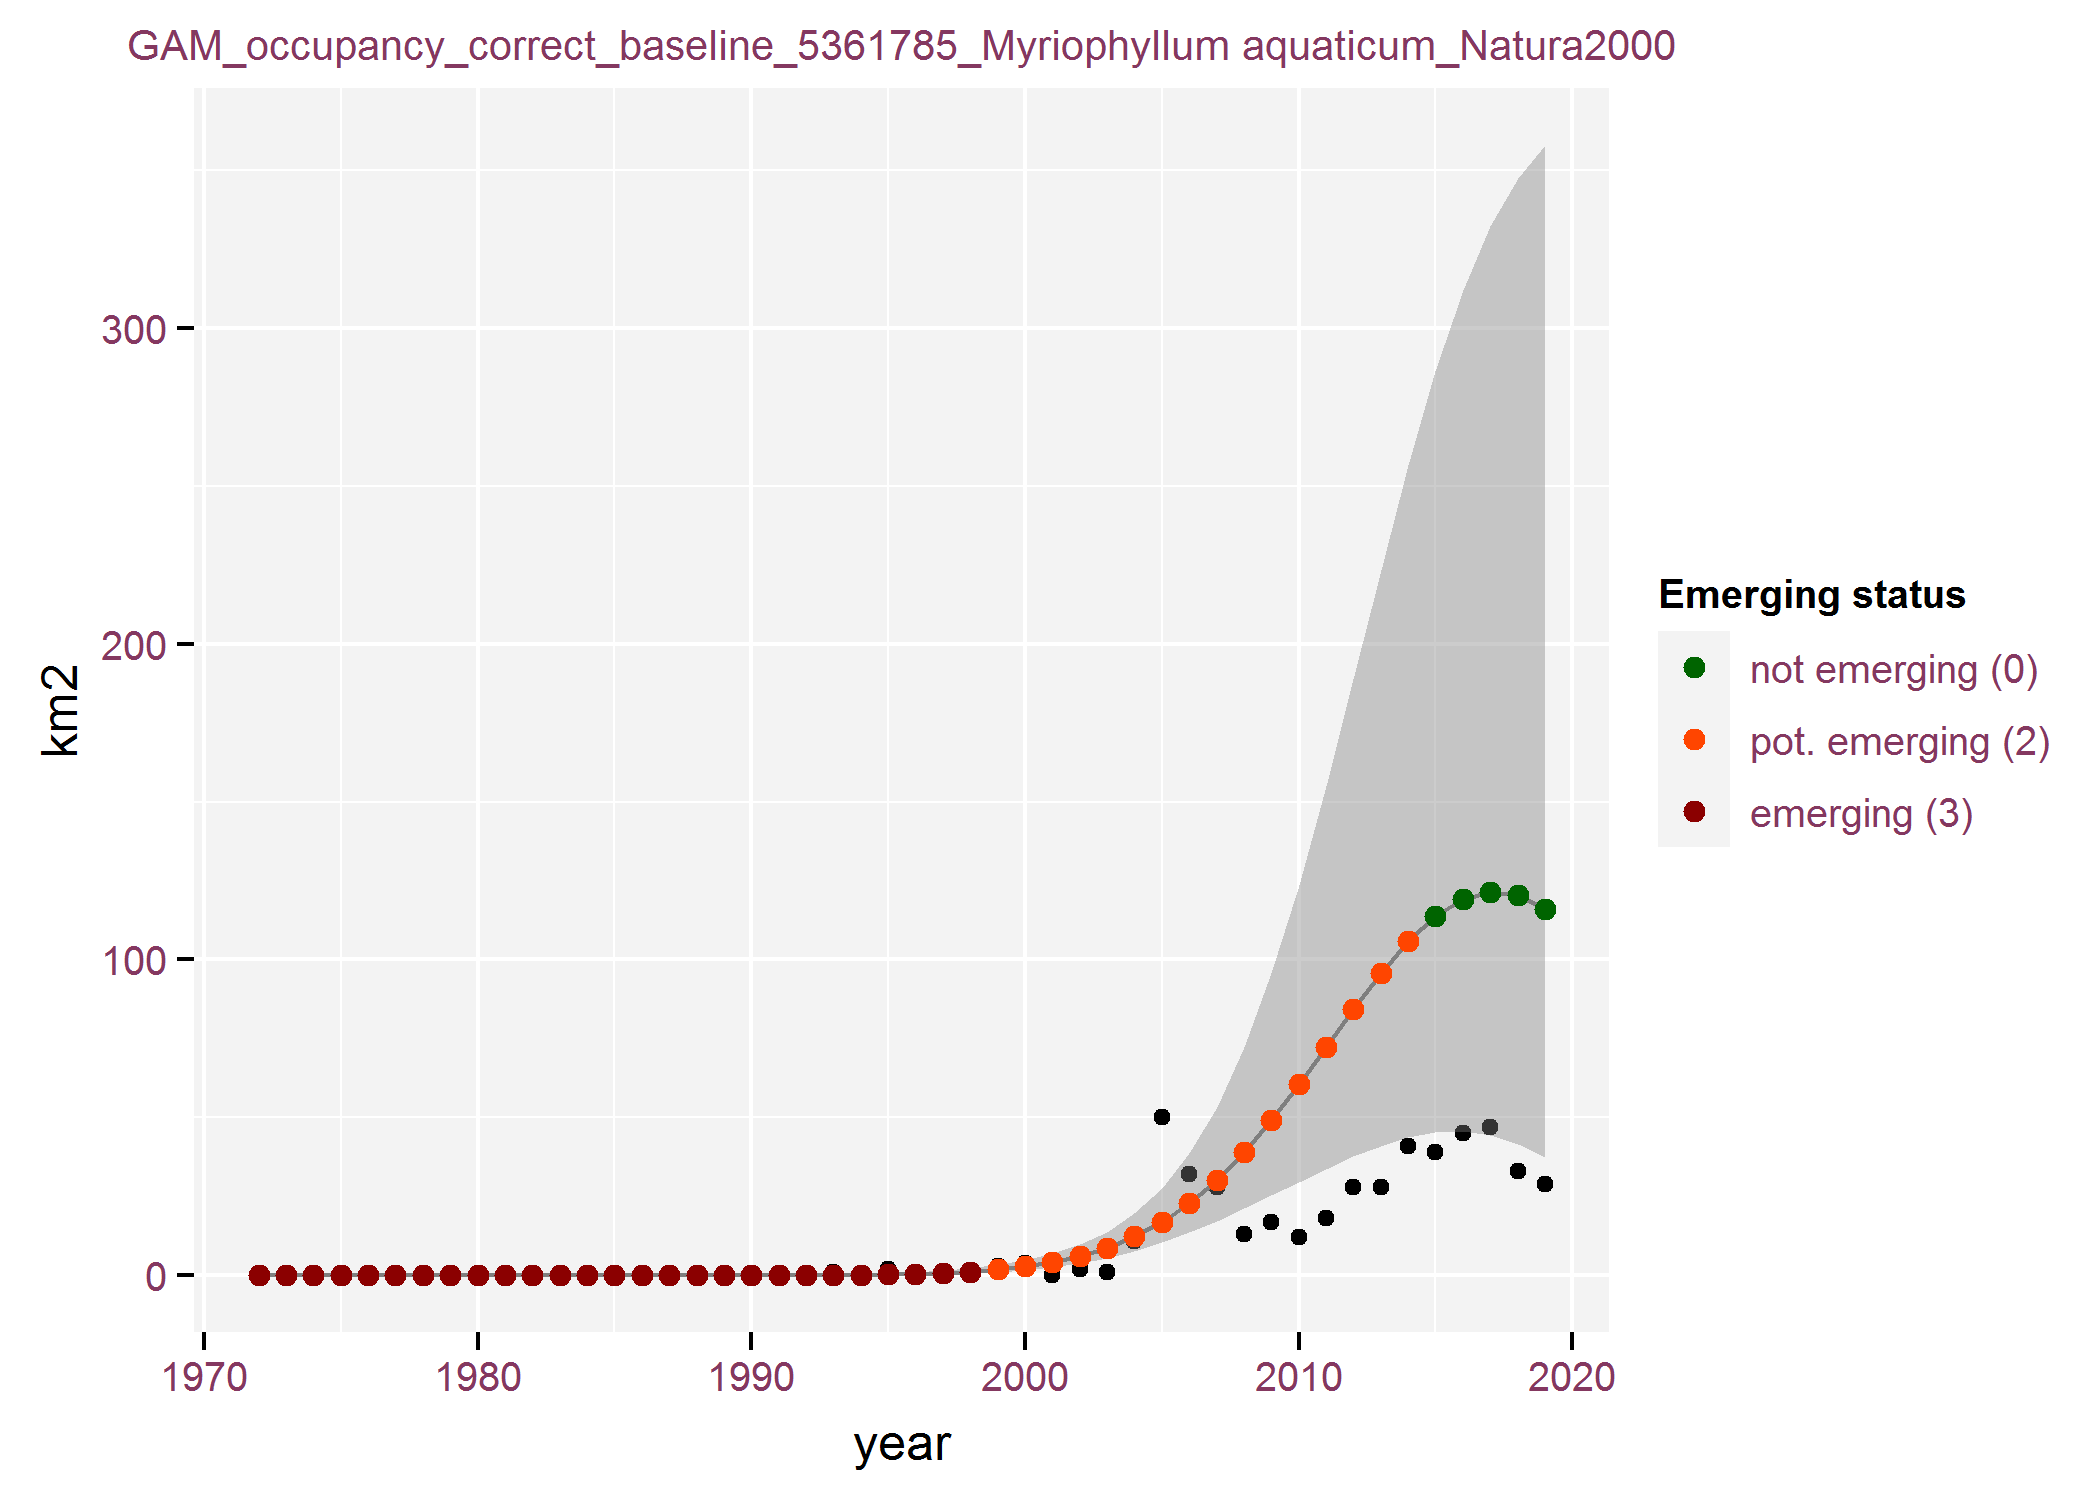 GAM_occupancy_correct_baseline_5361785_Myriophyllum aquaticum_Natura2000
300
200
100
0
km2
1970 1980 1990 2000 2010 2020
year
Emerging status
not emerging (0)
pot. emerging (2)
emerging (3)